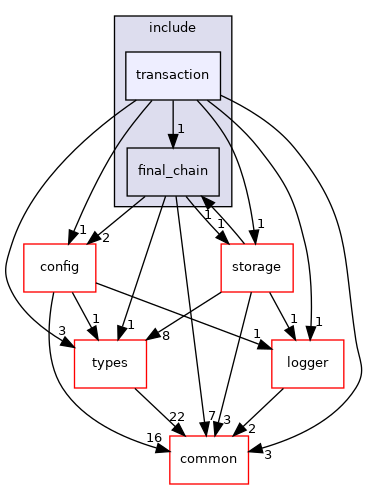 include
transaction
1
final_chain
1
1 2 1 1
config storage
1 1 8 1 1 1
3
types logger
22 7 3 2
16 3
common